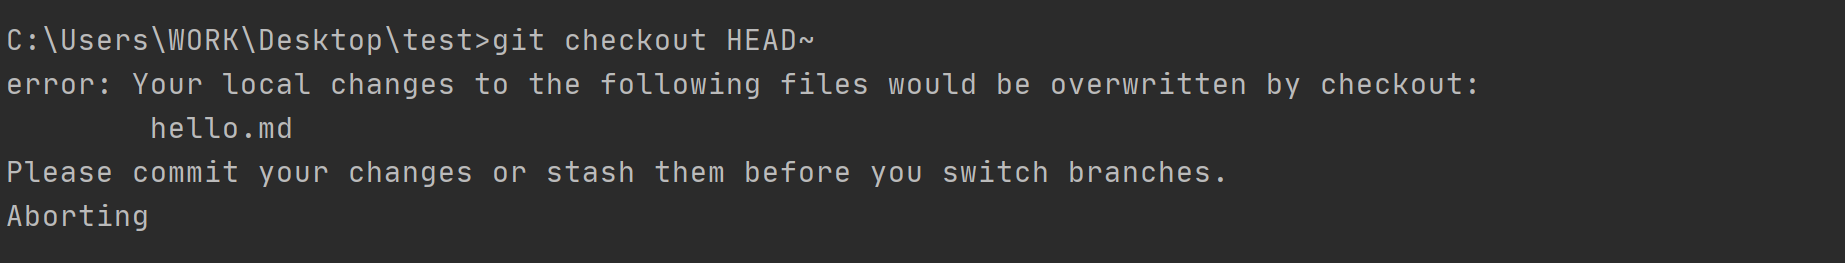 C:\Users\WORK\Desktop\test>git checkout HEAD~
error: Your local changes to the following files would be overwritten by checkout:
        hello.md
Please commit your changes or stash them before you switch branches.
Aborting